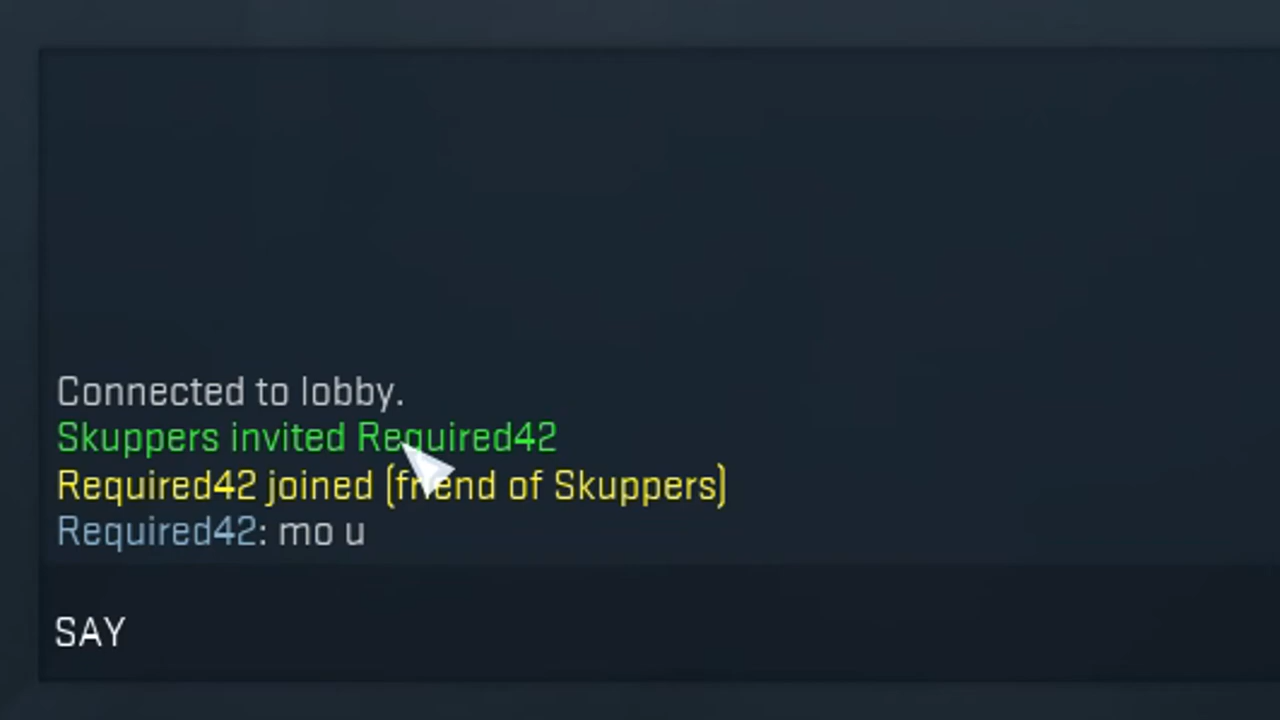 Connected to lobby.
Skuppers invited Required42
Required42 joined (friend of Skuppers)
Required42: mo u
SAY